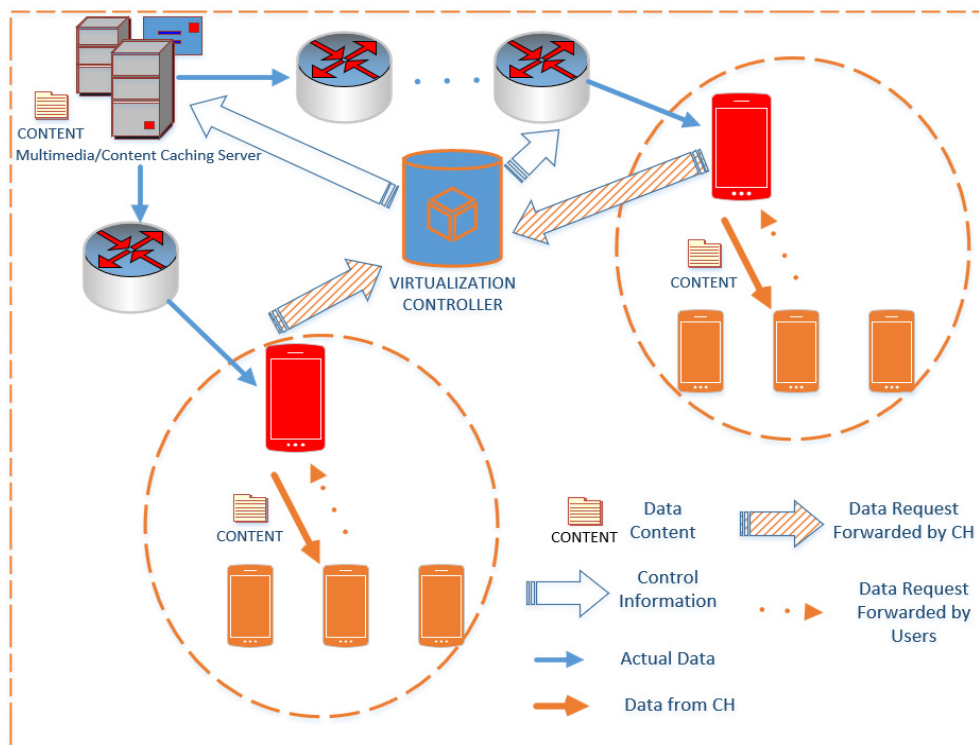 CONTENT
Multimedia/Content Caching Server
VIRTUALIZATION
CONTROLLER
CONTENT
CONTENT
CONTENT
Data
Content
Data Request
Forwarded by CH
Control
Information
Data Request
Forwarded by
Users
Actual Data
Data from CH